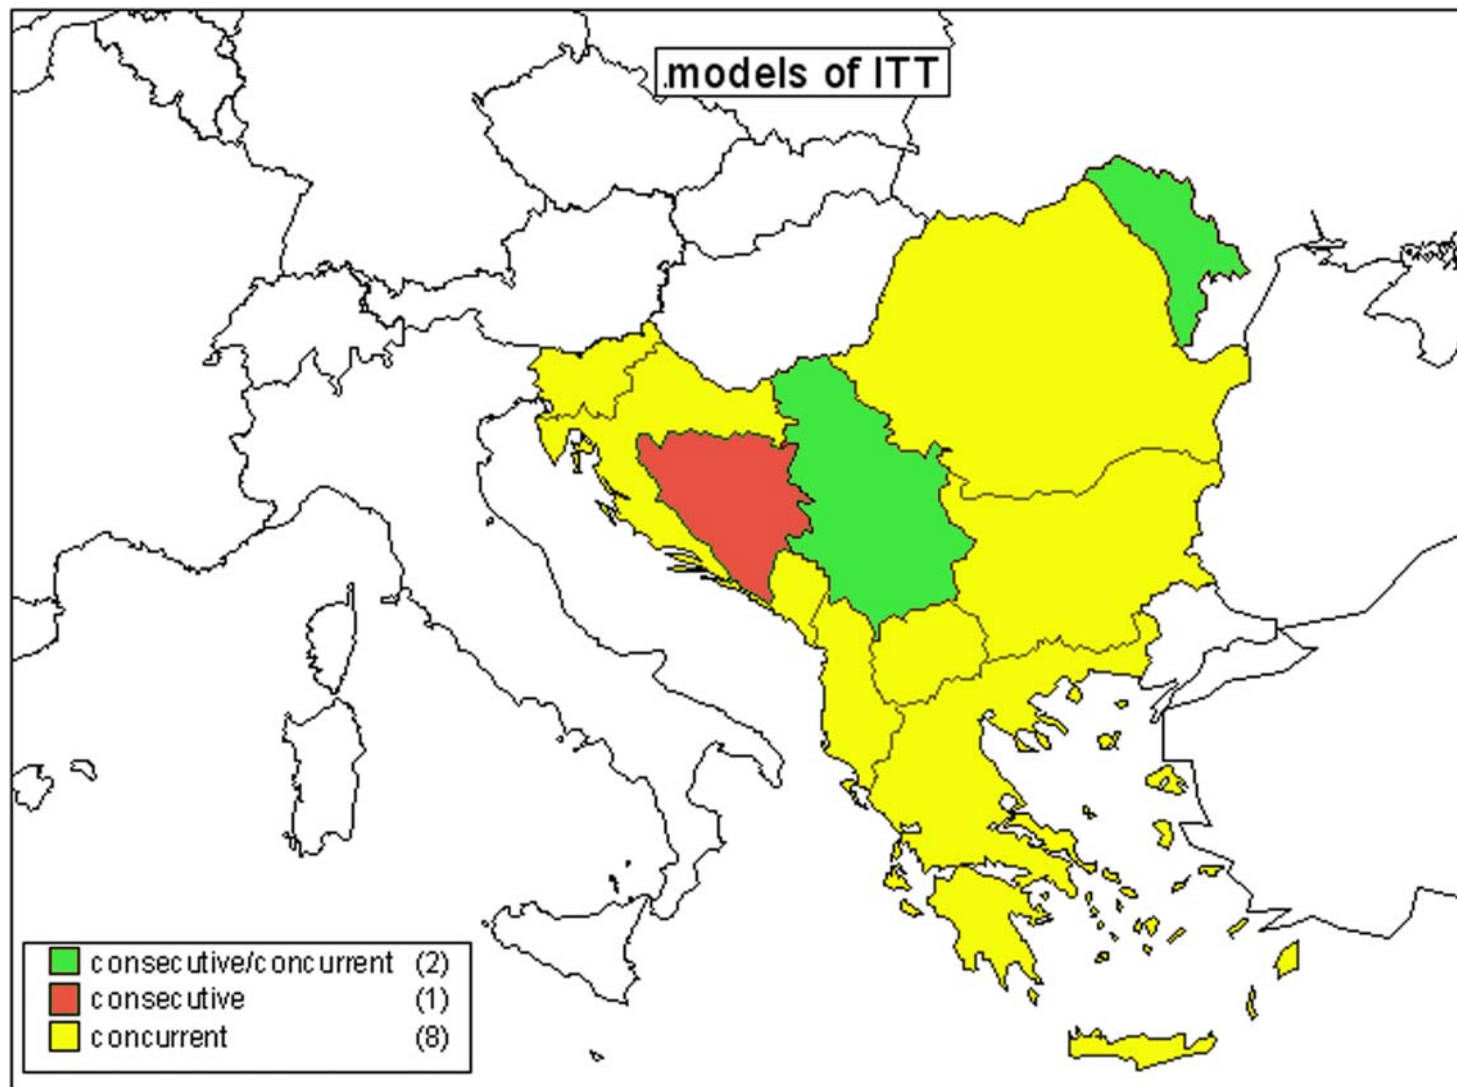 .models of ITT
consecutive/concurrent (2)
consecutive (1)
concurrent (8)